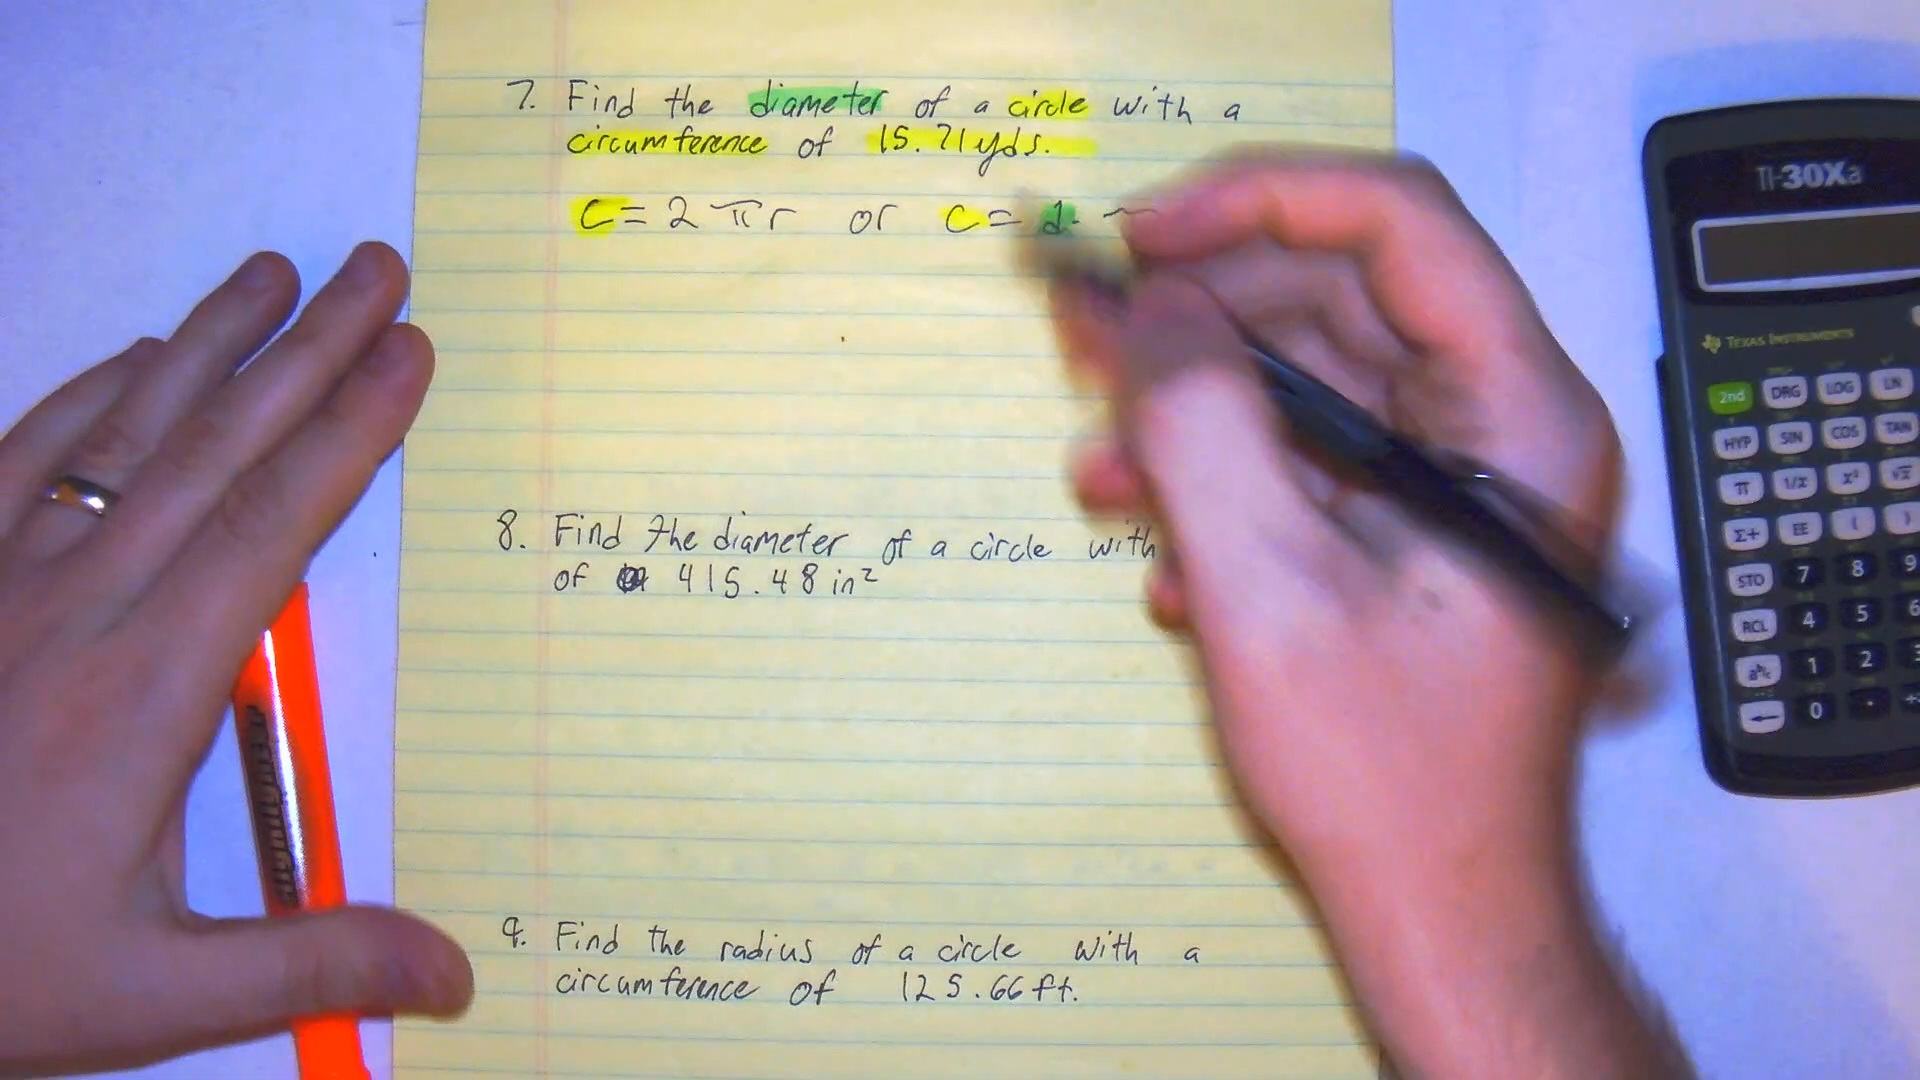 7. Find the diameter of a circle with a
circumference of 15.71 yds.
C = 2 π r or C = d ·
8. Find the diameter of a circle with
of 415.48 in²
9. Find the radius of a circle with a
circumference of 125.66 ft.
TI-30Xa
TEXAS INSTRUMENTS
2nd DRG LOG LN
HYP SIN COS TAN
π 1/x x² √x
Σ+ EE ( )
STO 7 8 9
RCL 4 5 6
a b/c 1 2 3
← 0 .